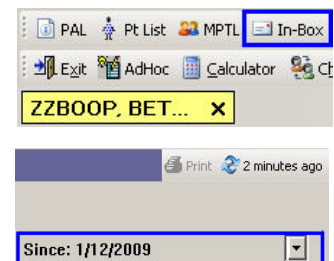 PAL Pt List MPTL In-Box
Exit AdHoc Calculator
ZZBOOP, BET... ×
Print 2 minutes ago
Since: 1/12/2009